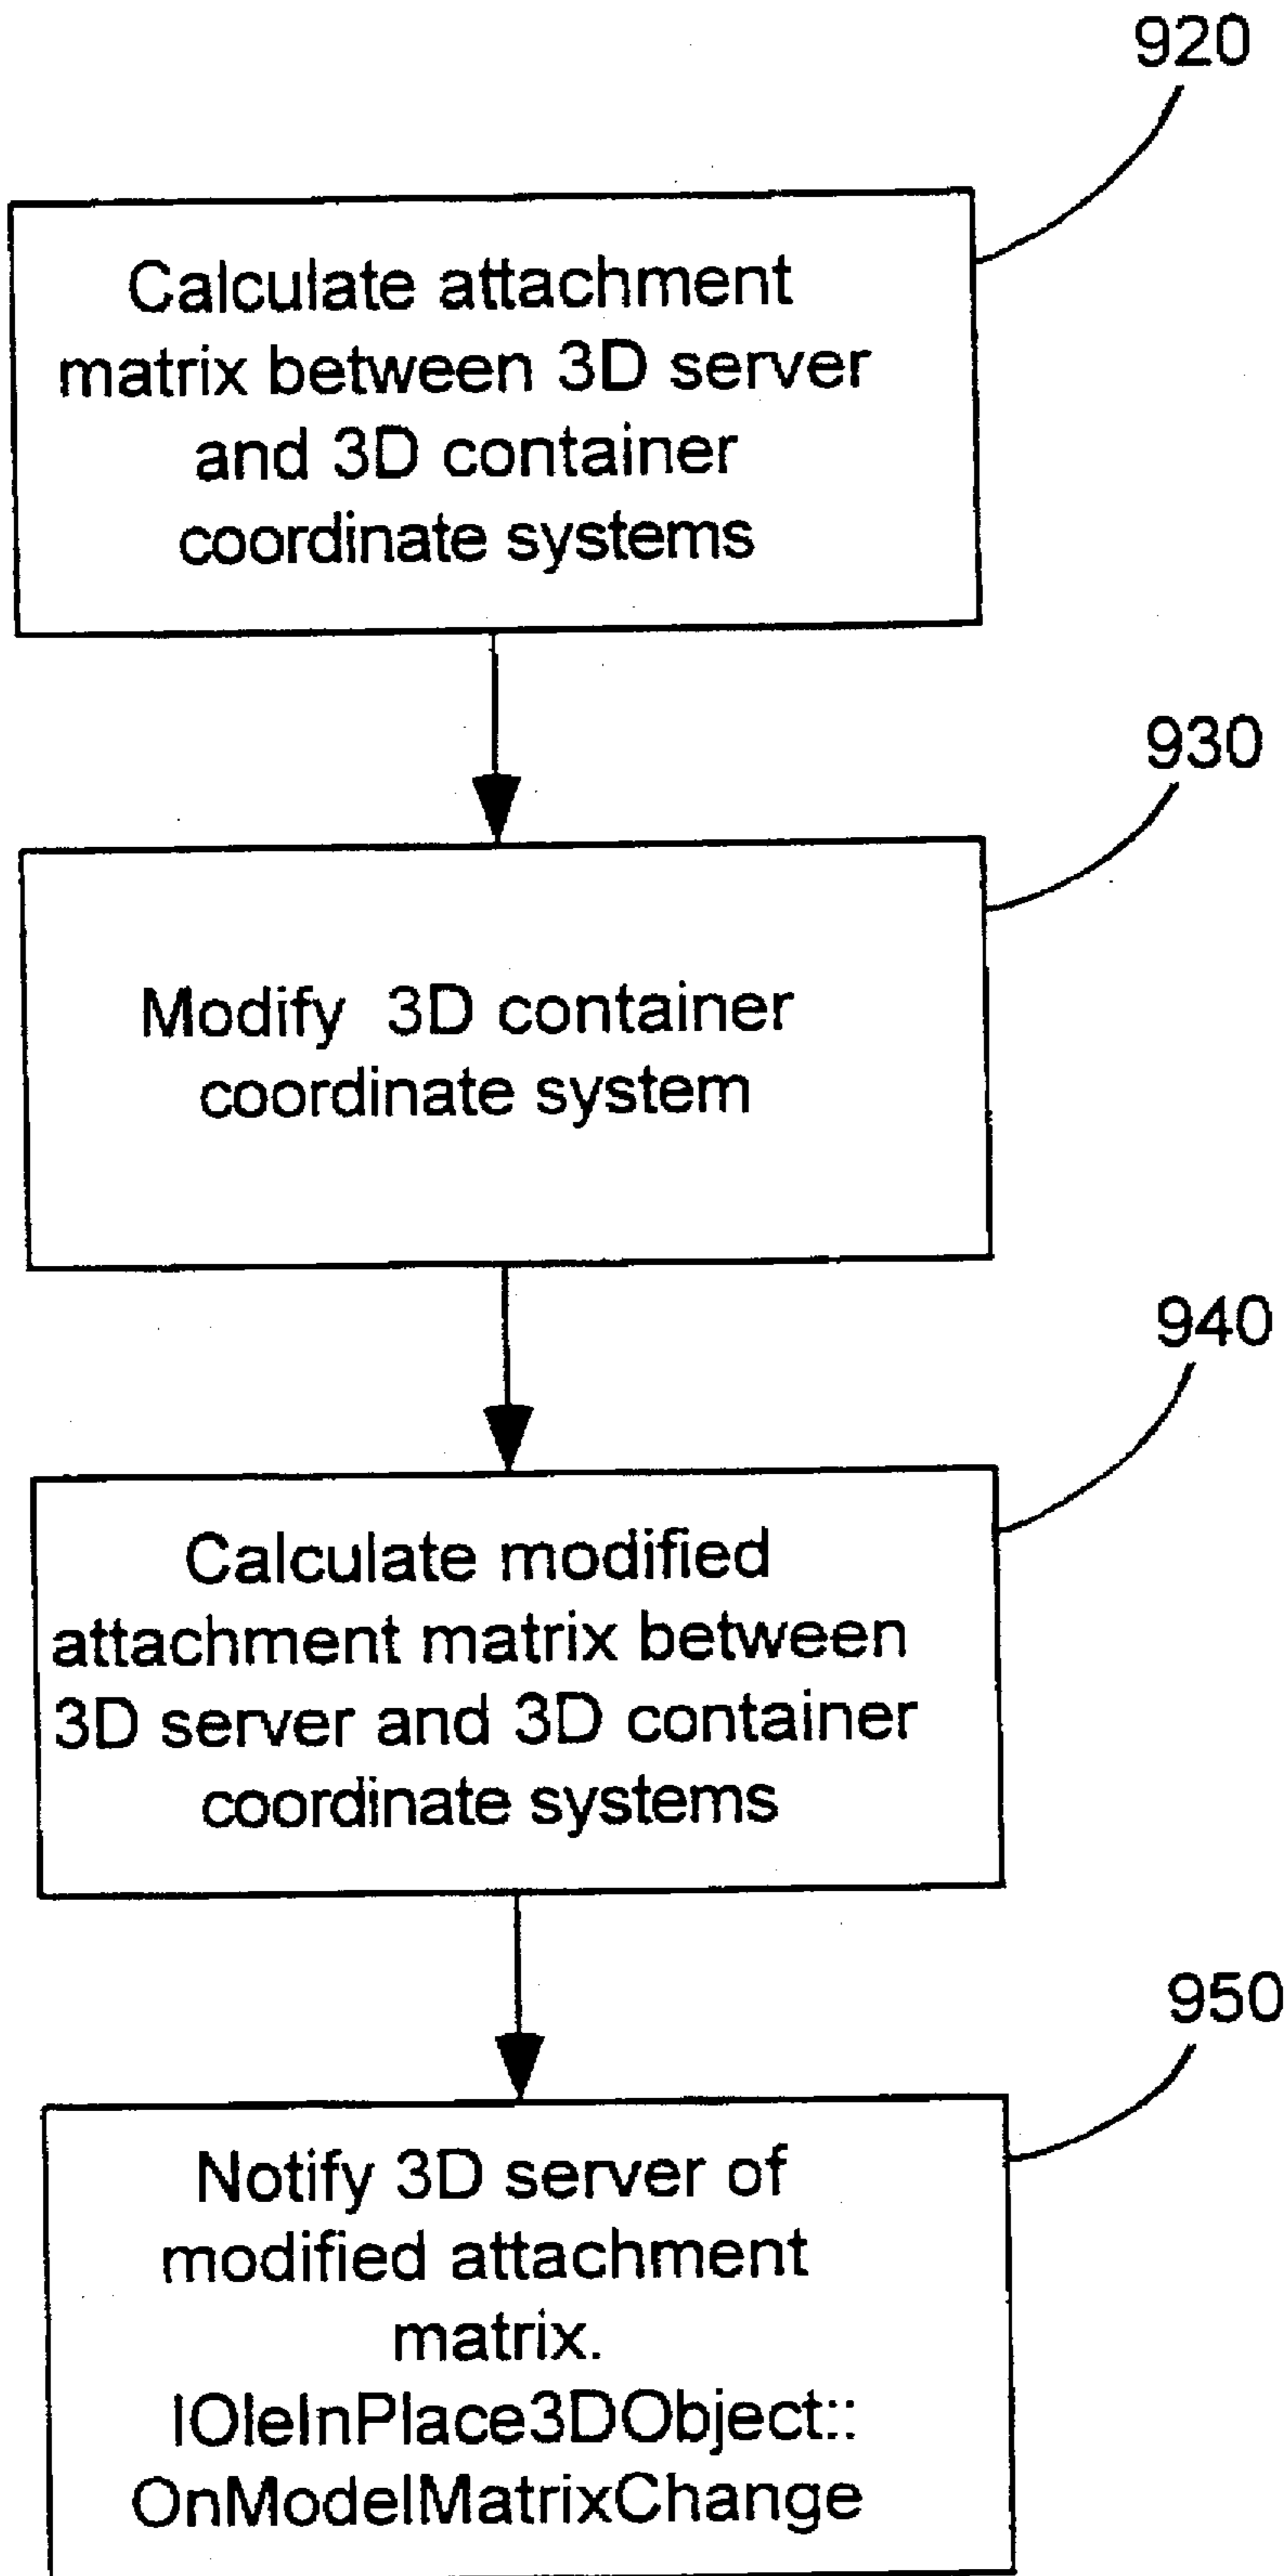 920
Calculate attachment
matrix between 3D server
and 3D container
coordinate systems
930
Modify 3D container
coordinate system
940
Calculate modified
attachment matrix between
3D server and 3D container
coordinate systems
950
Notify 3D server of
modified attachment
matrix.
IOleInPlace3DObject::
OnModelMatrixChange